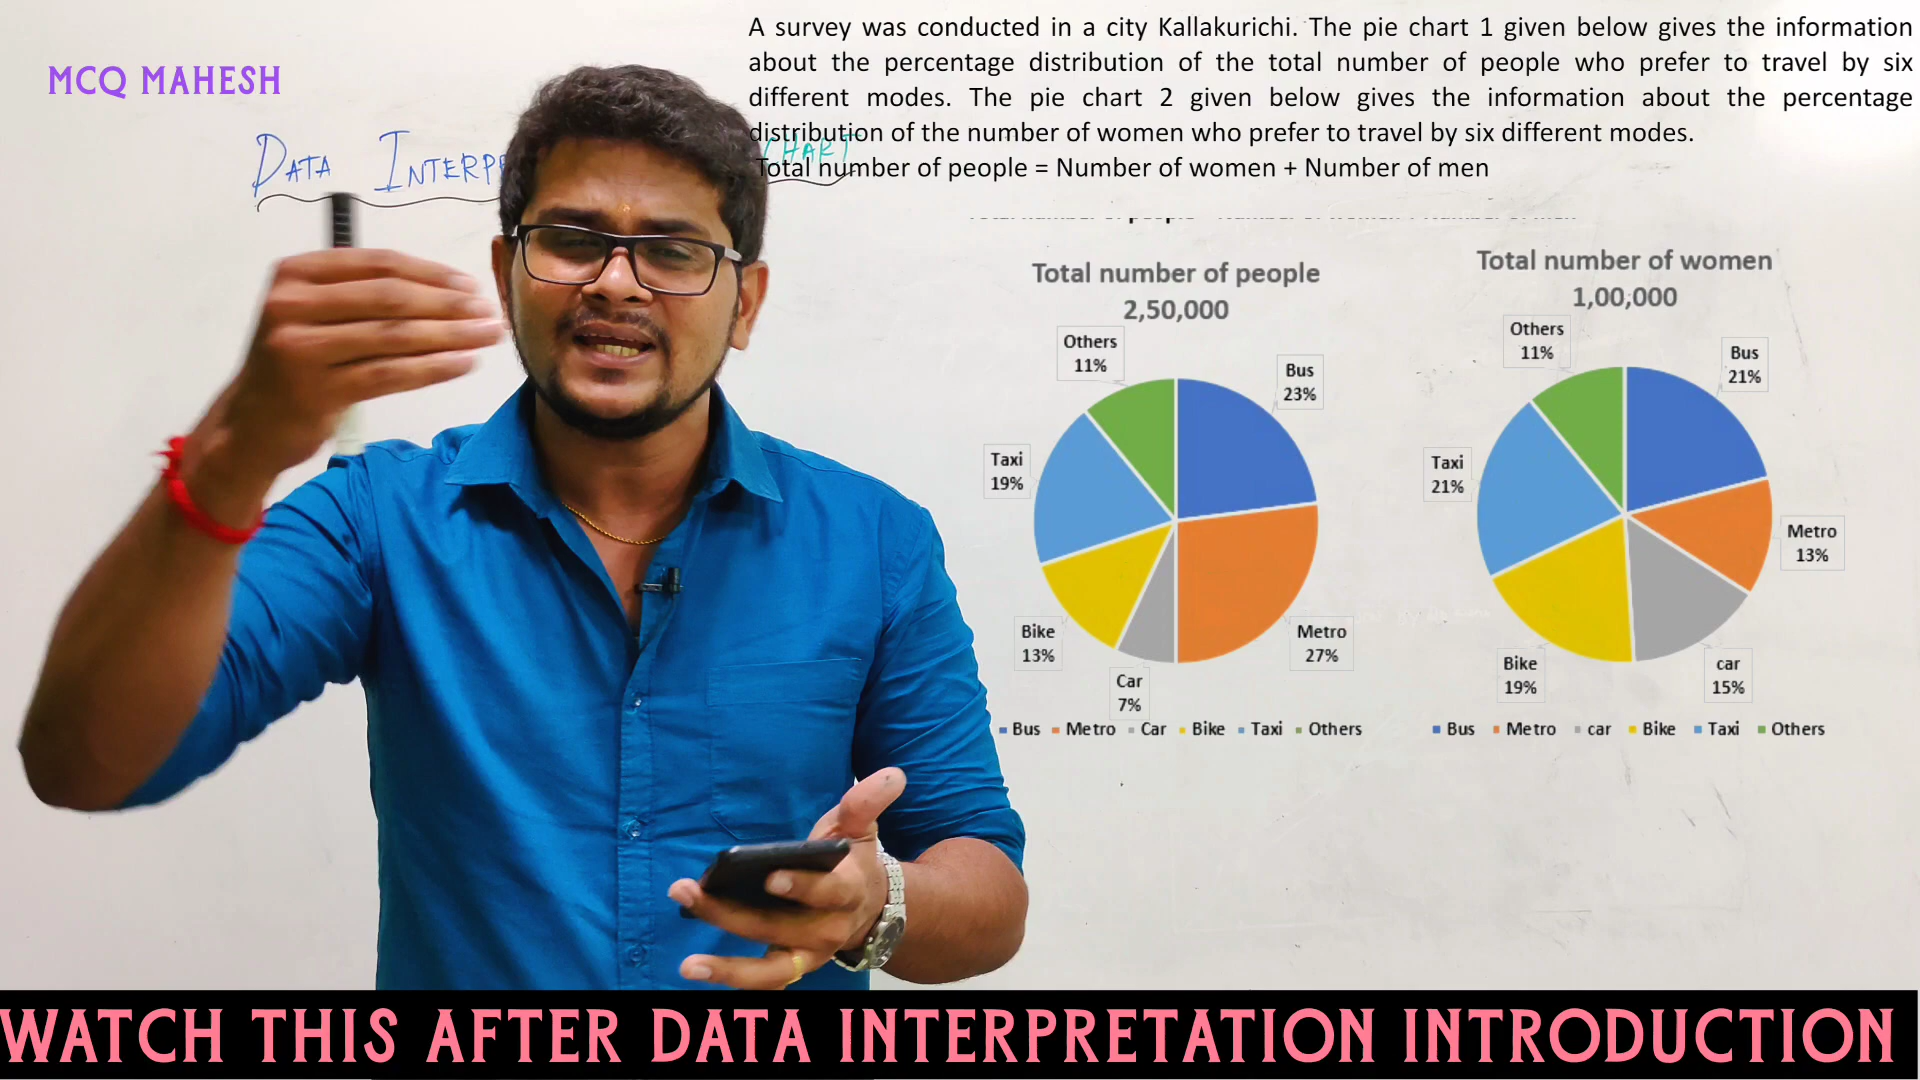 MCQ MAHESH
A survey was conducted in a city Kallakurichi. The pie chart 1 given below gives the information
about the percentage distribution of the total number of people who prefer to travel by six
different modes. The pie chart 2 given below gives the information about the percentage
distribution of the number of women who prefer to travel by six different modes.
Total number of people = Number of women + Number of men
DATA CHART
Total number of people
2,50,000
Others
11%
Bus
23%
Taxi
19%
Bike
13%
Car
7%
Metro
27%
Bus Metro Car Bike Taxi Others
Total number of women
1,00,000
Others
11%
Bus
21%
Taxi
21%
Metro
13%
Bike
19%
car
15%
Bus Metro car Bike Taxi Others
WATCH THIS AFTER DATA INTERPRETATION INTRODUCTION